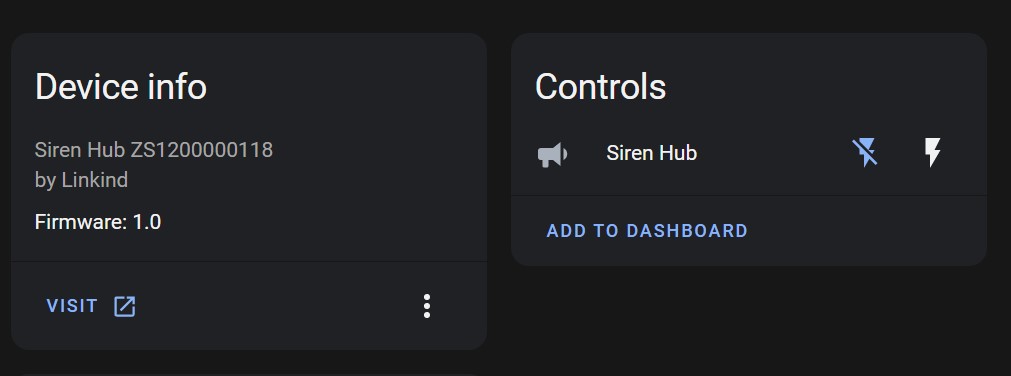 Device info
Siren Hub ZS1200000118
by Linkind
Firmware: 1.0
VISIT
Controls
Siren Hub
ADD TO DASHBOARD